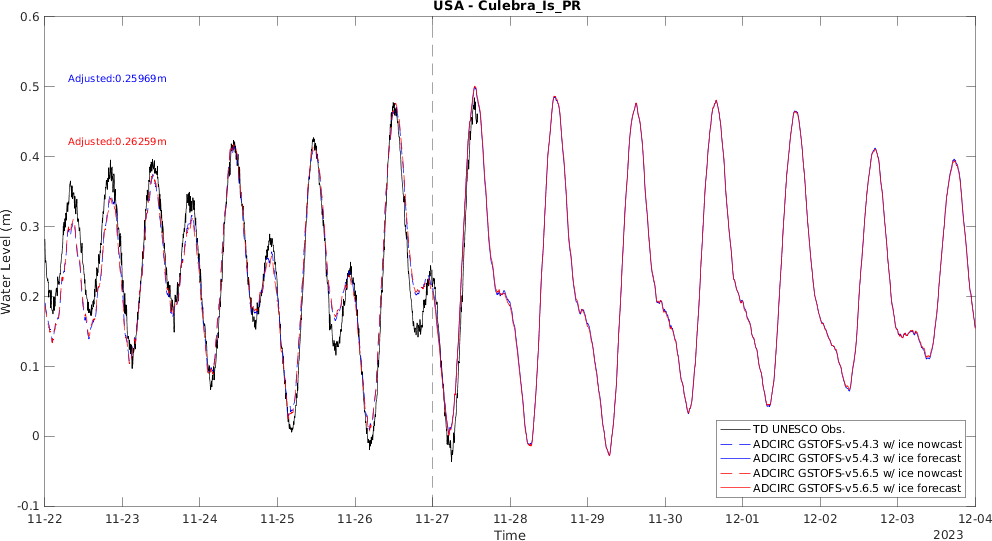 USA - Culebra_Is_PR
0.6
0.5
0.4
0.3
0.2
0.1
0
-0.1
Water Level (m)
Adjusted:0.25969m
Adjusted:0.26259m
TD UNESCO Obs.
ADCIRC GSTOFS-v5.4.3 w/ ice nowcast
ADCIRC GSTOFS-v5.4.3 w/ ice forecast
ADCIRC GSTOFS-v5.6.5 w/ ice nowcast
ADCIRC GSTOFS-v5.6.5 w/ ice forecast
11-22 11-23 11-24 11-25 11-26 11-27 11-28 11-29 11-30 12-01 12-02 12-03 12-04
Time
2023